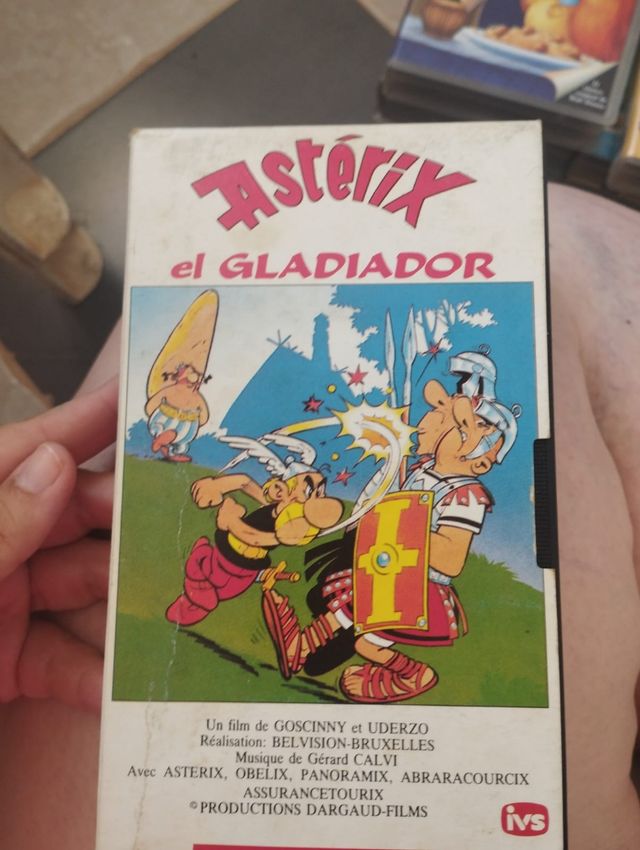 Astérix
el GLADIADOR
Un film de GOSCINNY et UDERZO
Réalisation: BELVISION-BRUXELLES
Musique de Gérard CALVI
Avec ASTERIX, OBELIX, PANORAMIX, ABRARACOURCIX
ASSURANCETOURIX
©PRODUCTIONS DARGAUD-FILMS
ivs